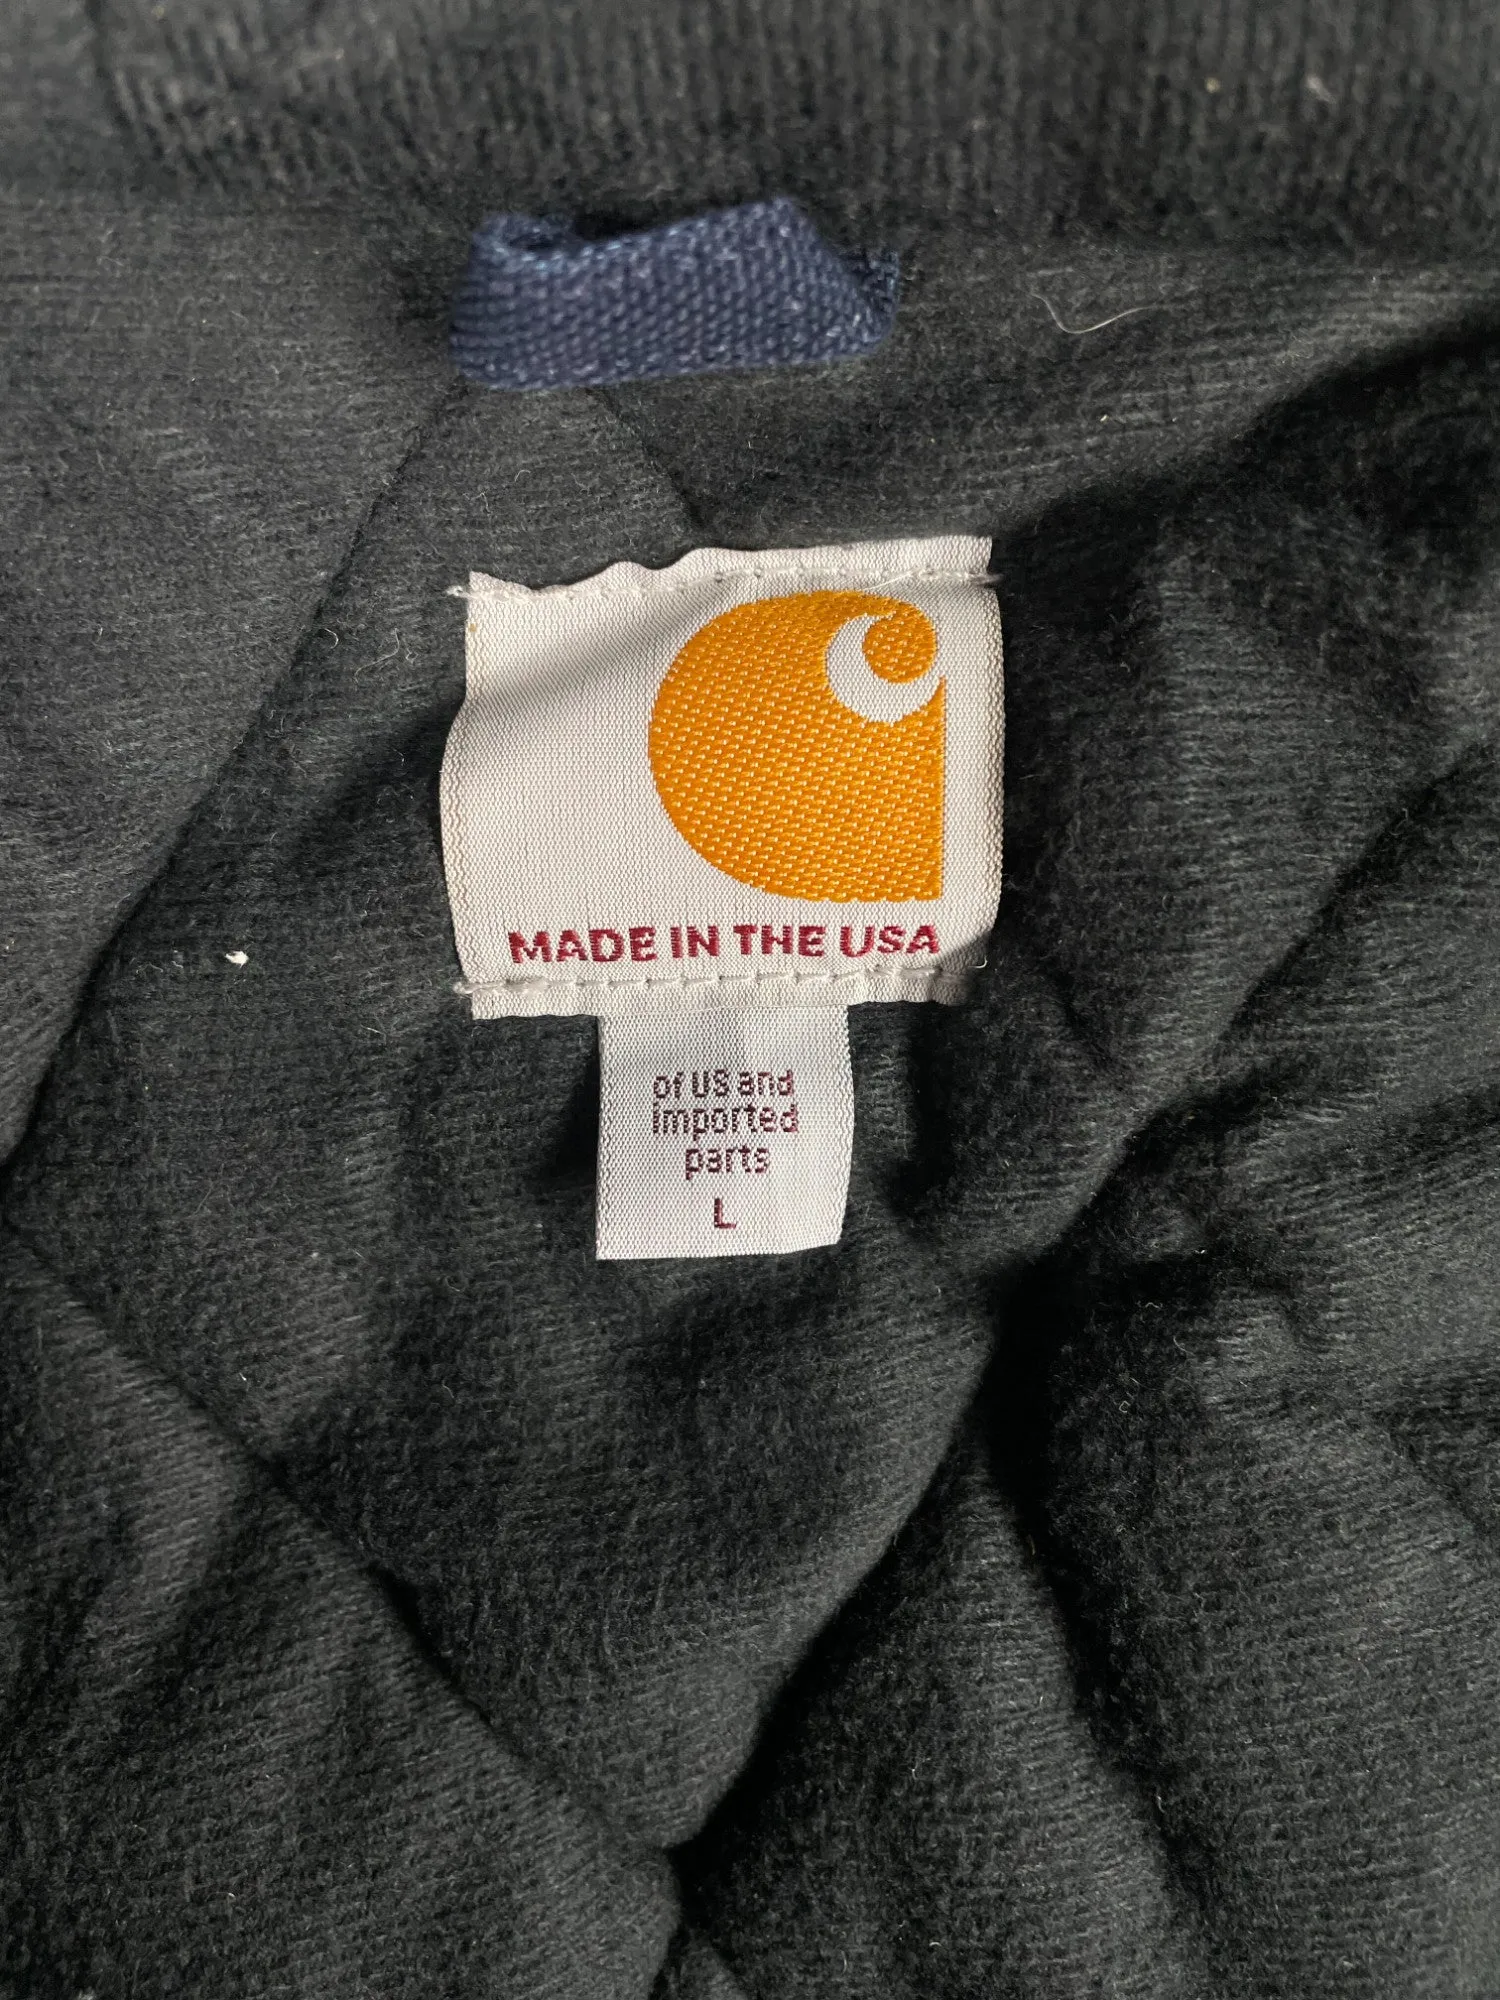 MADE IN THE USA
of US and
imported
parts
L